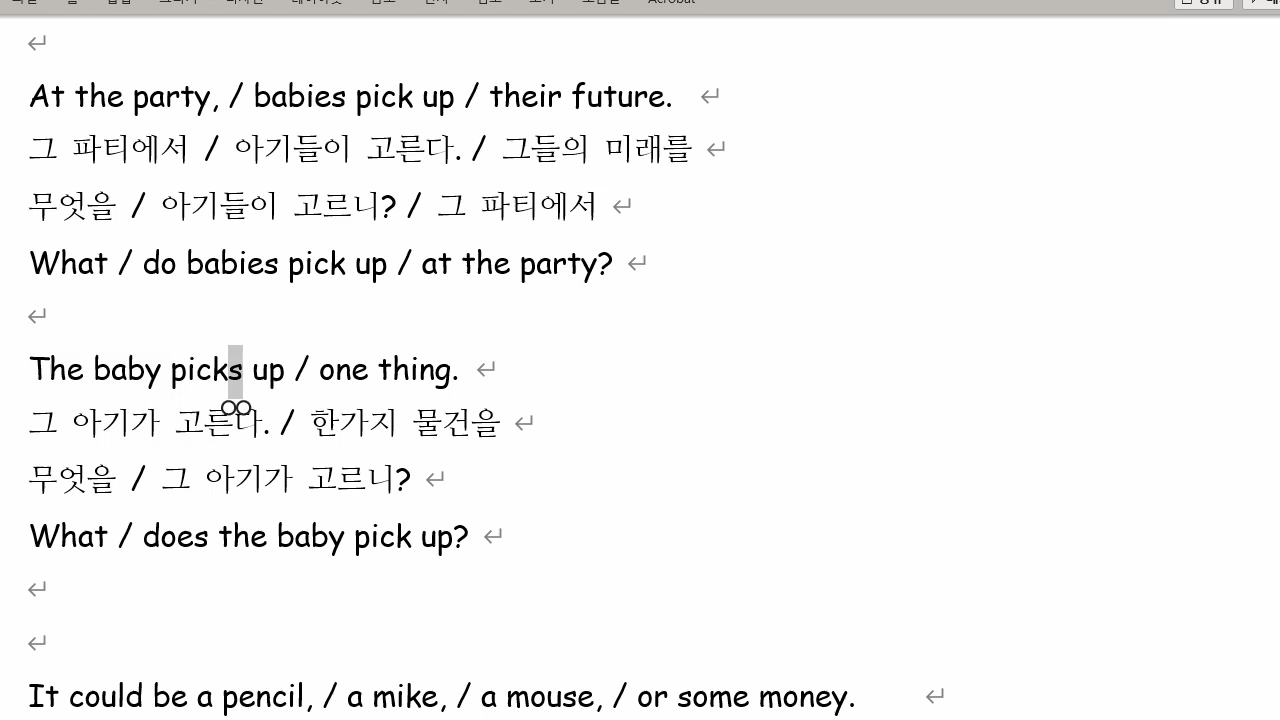 Acrobat
At the party, / babies pick up / their future.
그 파티에서 / 아기들이 고른다. / 그들의 미래를
무엇을 / 아기들이 고르니? / 그 파티에서
What / do babies pick up / at the party?
The baby picks up / one thing.
그 아기가 고른다. / 한가지 물건을
무엇을 / 그 아기가 고르니?
What / does the baby pick up?
It could be a pencil, / a mike, / a mouse, / or some money.